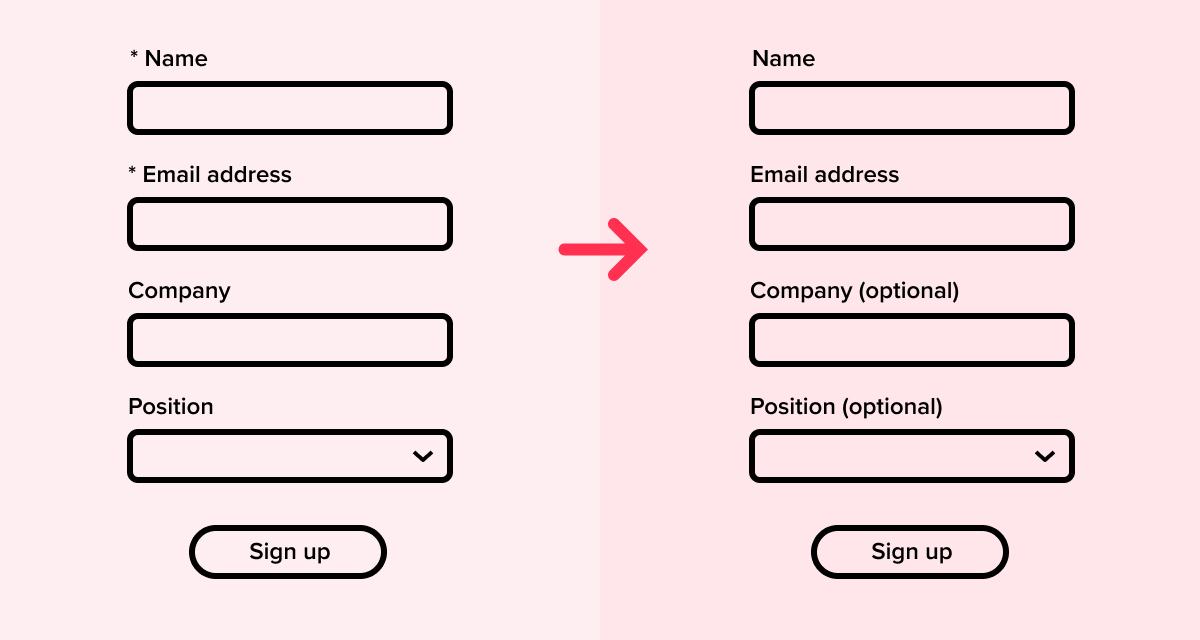 * Name
* Email address
Company
Position
Sign up
Name
Email address
Company (optional)
Position (optional)
Sign up